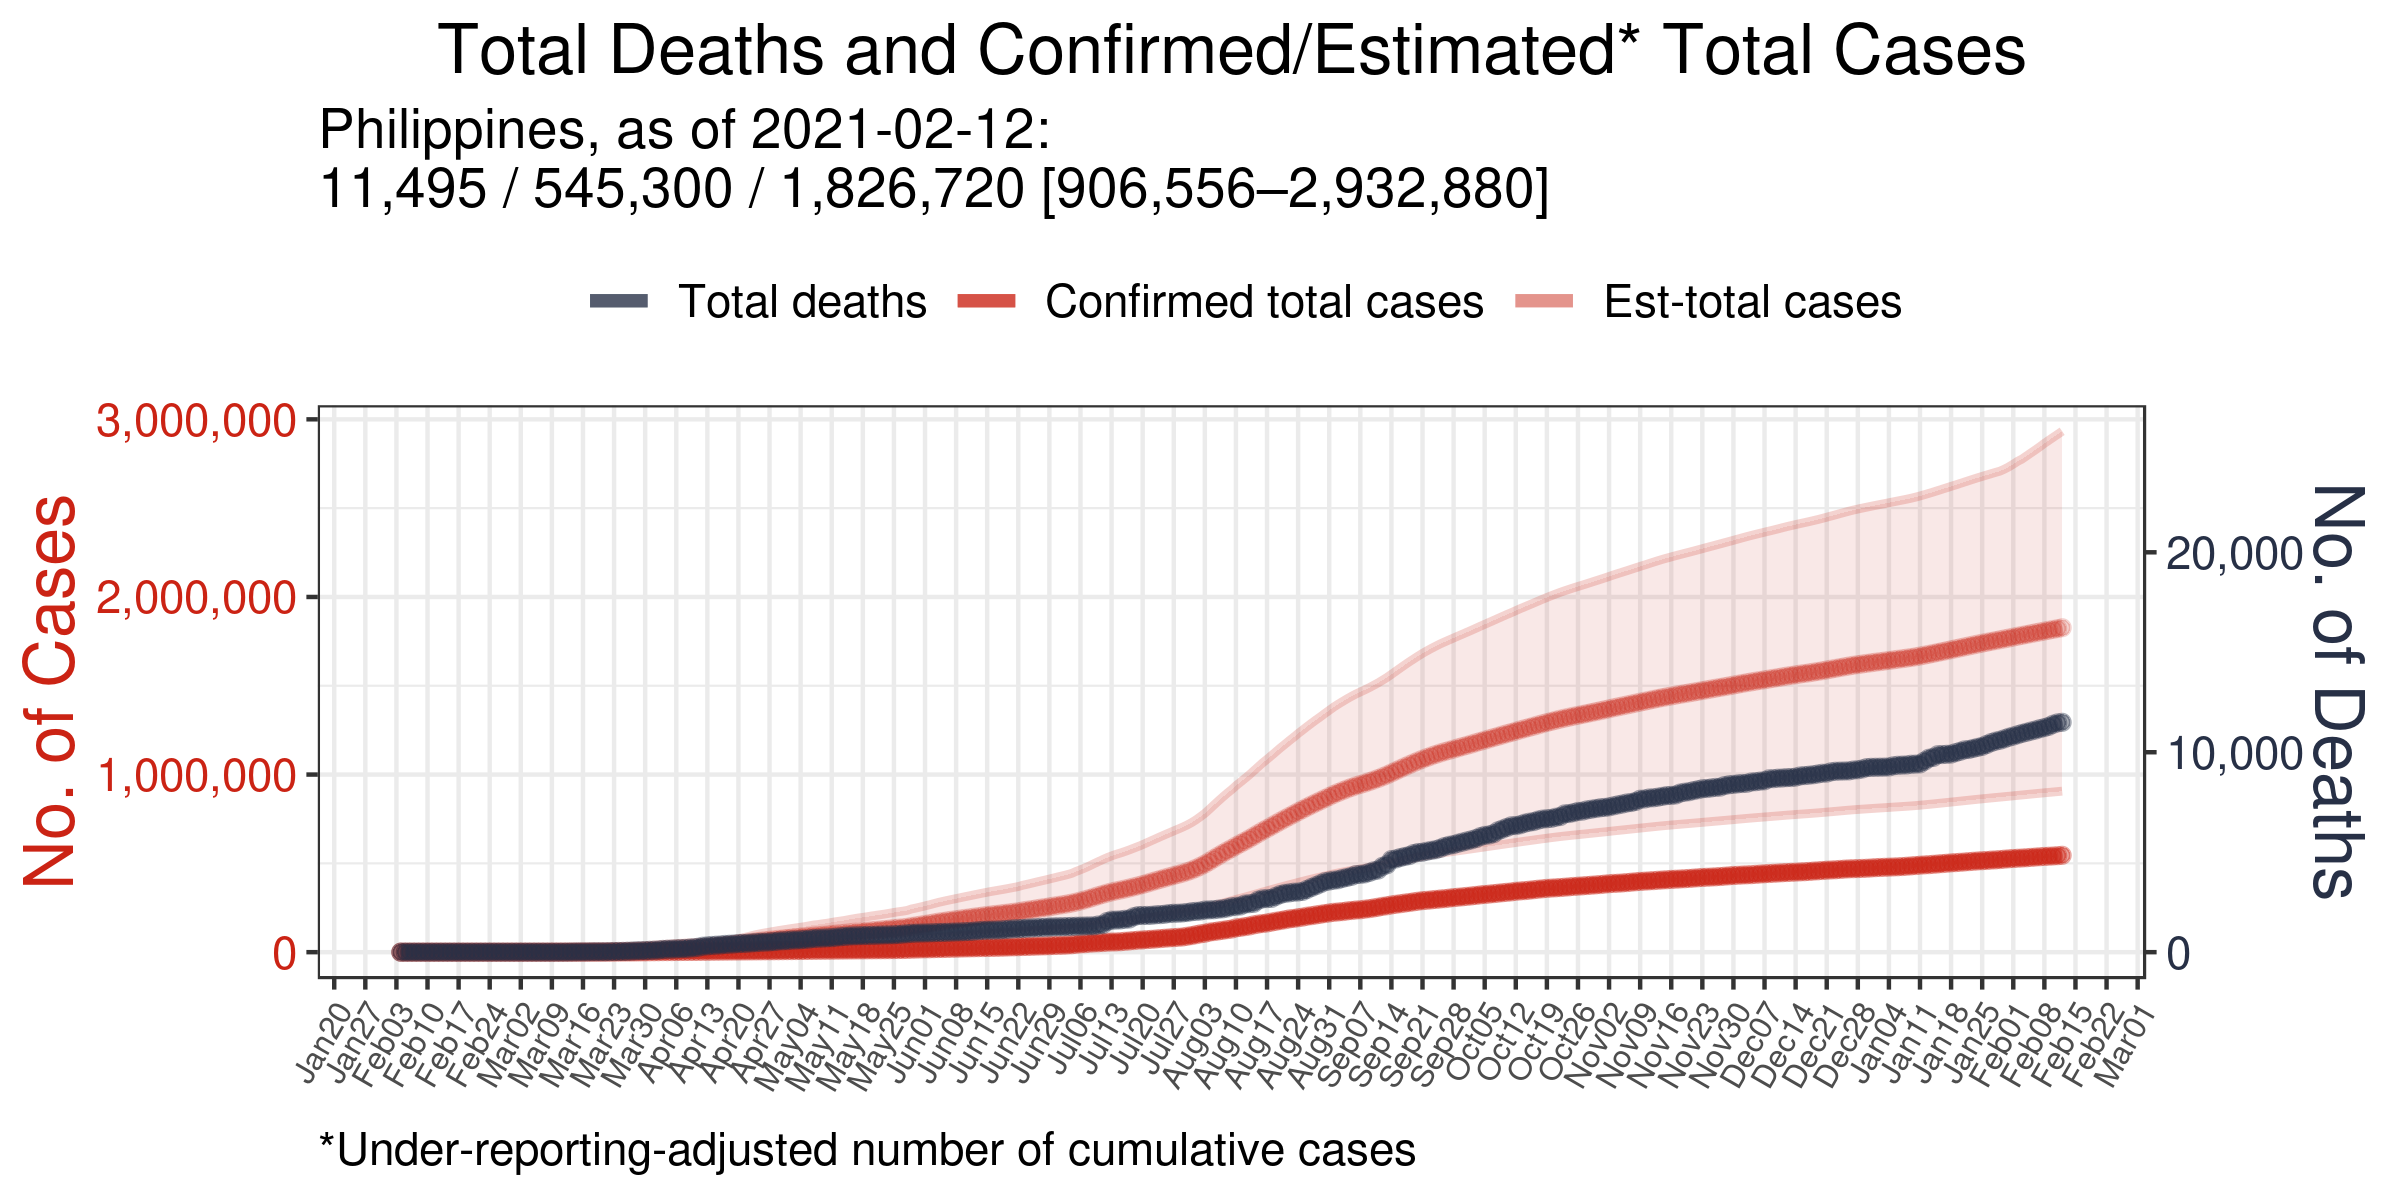 Total Deaths and Confirmed/Estimated* Total Cases
Philippines, as of 2021-02-12:
11,495 / 545,300 / 1,826,720 [906,556–2,932,880]
Total deaths
Confirmed total cases
Est-total cases
No. of Cases
3,000,000
2,000,000
1,000,000
0
No. of Deaths
20,000
10,000
0
Jan20
Jan27
Feb03
Feb10
Feb17
Feb24
Mar02
Mar09
Mar16
Mar23
Mar30
Apr06
Apr13
Apr20
Apr27
May04
May11
May18
May25
Jun01
Jun08
Jun15
Jun22
Jun29
Jul06
Jul13
Jul20
Jul27
Aug03
Aug10
Aug17
Aug24
Aug31
Sep07
Sep14
Sep21
Sep28
Oct05
Oct12
Oct19
Oct26
Nov02
Nov09
Nov16
Nov23
Nov30
Dec07
Dec14
Dec21
Dec28
Jan04
Jan11
Jan18
Jan25
Feb01
Feb08
Feb15
Feb22
Mar01
*Under-reporting-adjusted number of cumulative cases